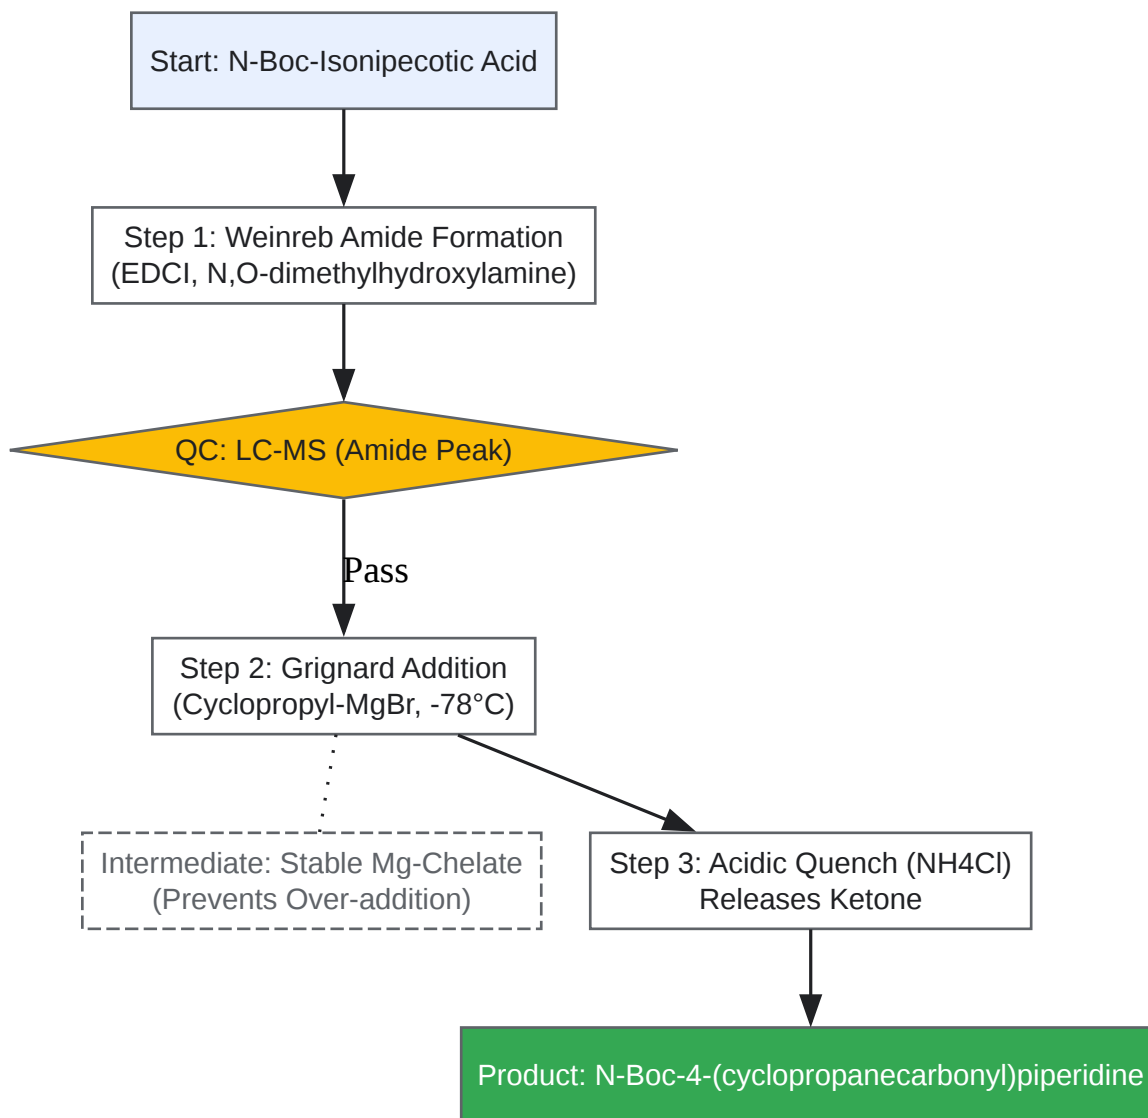 Start: N-Boc-Isonipecotic Acid
Step 1: Weinreb Amide Formation
(EDCI, N,O-dimethylhydroxylamine)
QC: LC-MS (Amide Peak)
Pass
Step 2: Grignard Addition
(Cyclopropyl-MgBr, -78°C)
Intermediate: Stable Mg-Chelate
(Prevents Over-addition)
Step 3: Acidic Quench (NH4Cl)
Releases Ketone
Product: N-Boc-4-(cyclopropanecarbonyl)piperidine